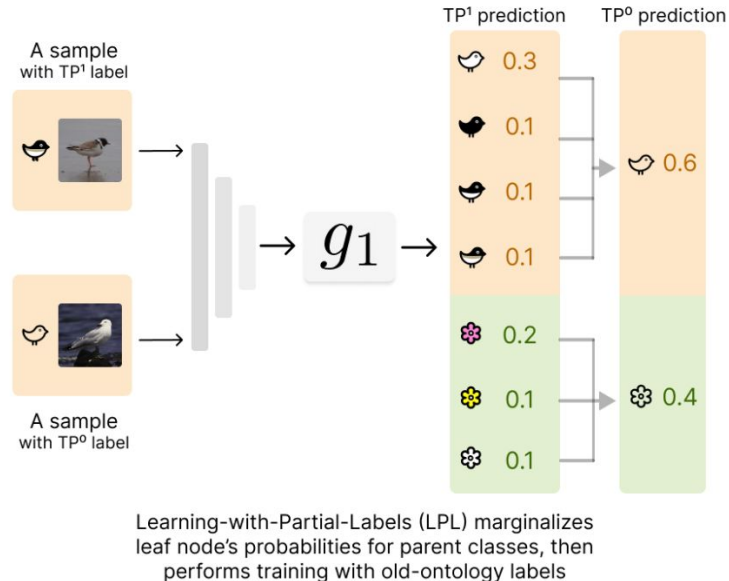 TP¹ prediction
TP⁰ prediction
A sample
with TP¹ label
0.3
0.1
0.1
0.1
0.6
g₁
A sample
with TP⁰ label
0.2
0.1
0.1
0.4
Learning-with-Partial-Labels (LPL) marginalizes
leaf node's probabilities for parent classes, then
performs training with old-ontology labels